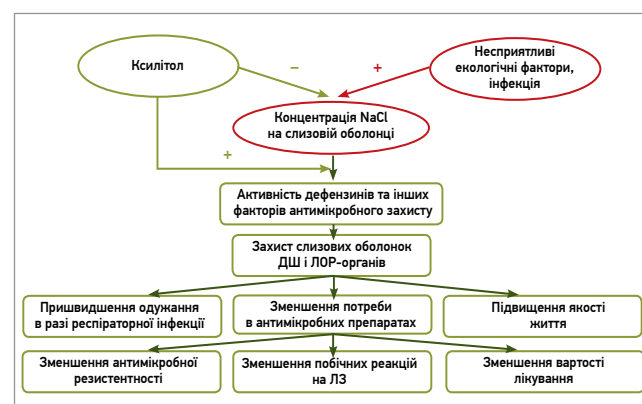 Ксилітол
–
+
Несприятливі
екологічні фактори,
інфекція
Концентрація NaCl
на слизовій оболонці
+
Активність дефензинів та інших
факторів антимікробного захисту
Захист слизових оболонок
ДШ і ЛОР-органів
Пришвидшення одужання
в разі респіраторної інфекції
Зменшення потреби
в антимікробних препаратах
Підвищення якості
життя
Зменшення антимікробної
резистентності
Зменшення побічних реакцій
на ЛЗ
Зменшення вартості
лікування